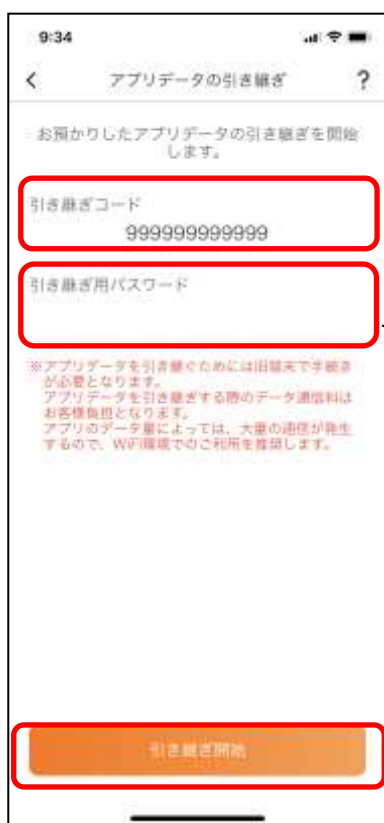 9:34
アプリデータの引き継ぎ ?
お預かりしたアプリデータの引き継ぎを開始
します。
引き継ぎコード
999999999999
引き継ぎ用パスワード
※アプリデータを引き継ぐためには旧端末で手続き
が必要となります。
アプリデータを引き継ぎする際のデータ通信料は
お客様負担となります。
アプリのデータ量によっては、大量の通信が発生
するので、WiFi環境でのご利用を推奨します。
引き継ぎ開始